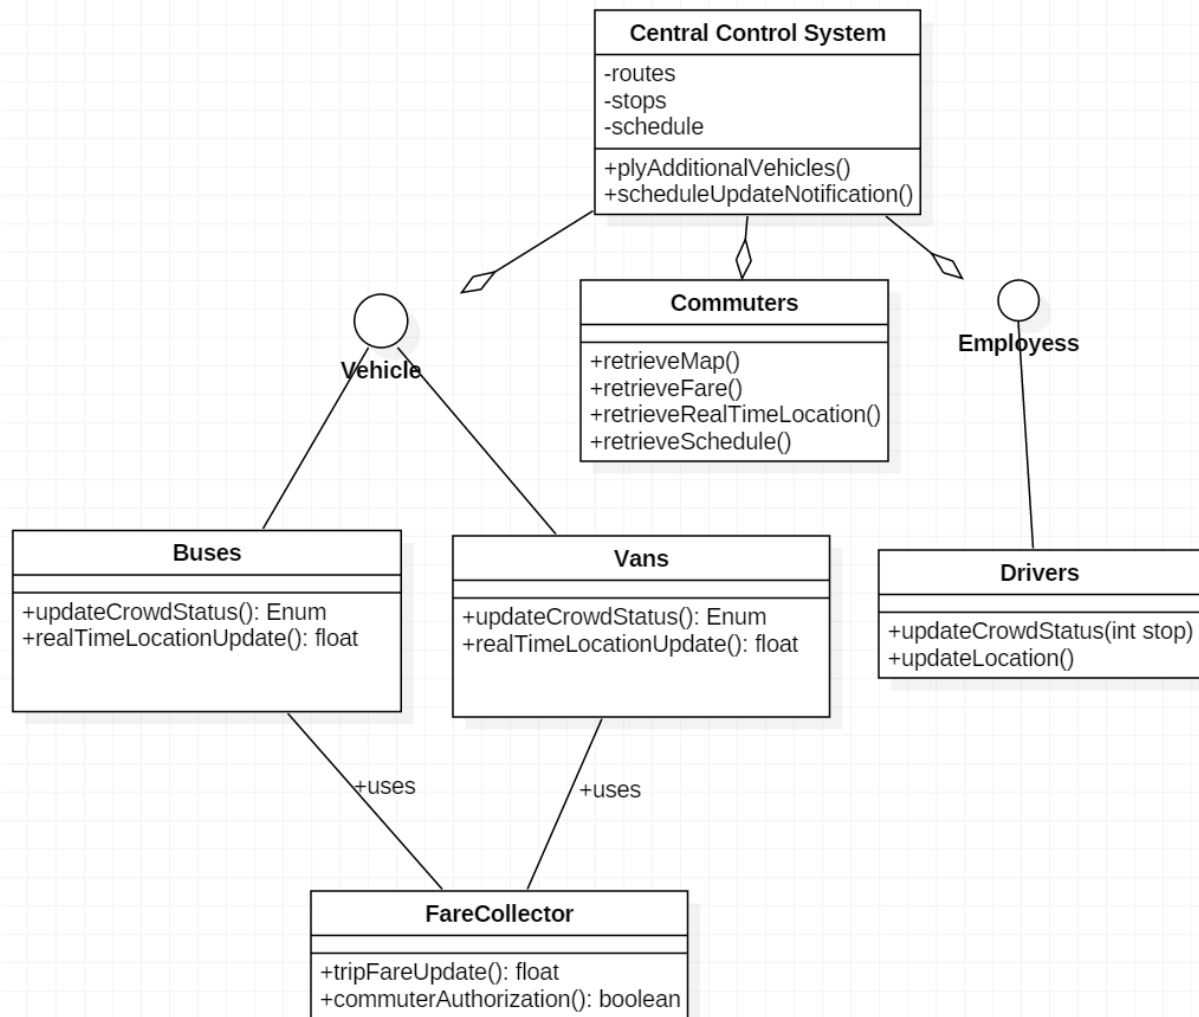 Central Control System
-routes
-stops
-schedule
+plyAdditionalVehicles()
+scheduleUpdateNotification()
Vehicle
Commuters
+retrieveMap()
+retrieveFare()
+retrieveRealTimeLocation()
+retrieveSchedule()
Employess
Buses
+updateCrowdStatus(): Enum
+realTimeLocationUpdate(): float
Vans
+updateCrowdStatus(): Enum
+realTimeLocationUpdate(): float
Drivers
+updateCrowdStatus(int stop)
+updateLocation()
+uses
+uses
FareCollector
+tripFareUpdate(): float
+commuterAuthorization(): boolean